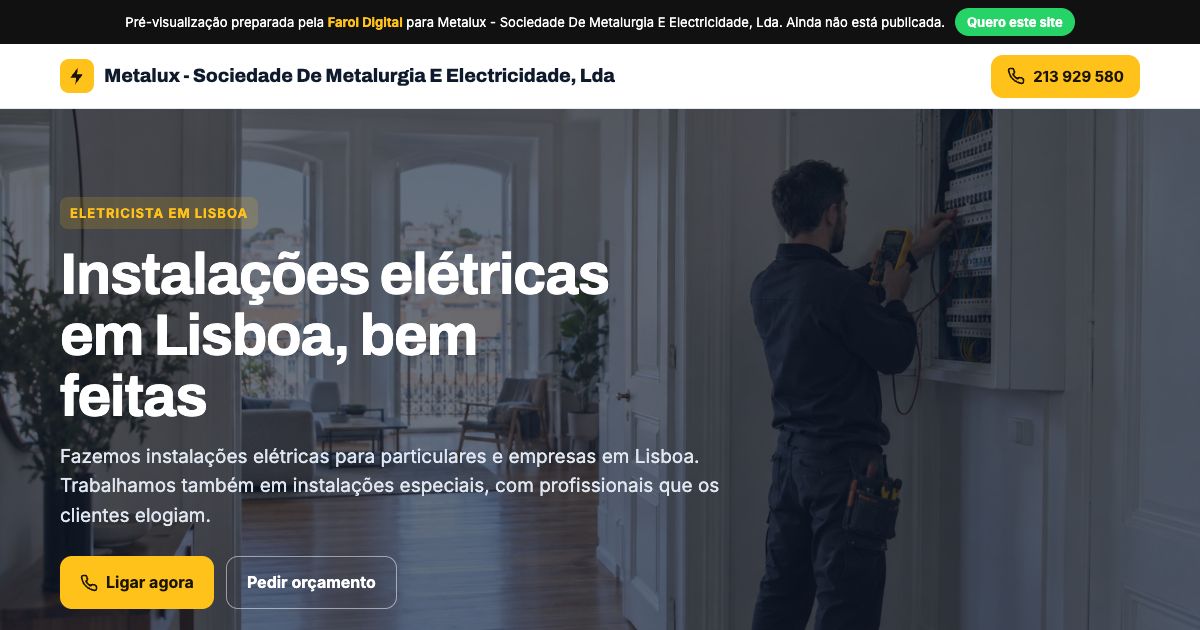 Pré-visualização preparada pela Farol Digital para Metalux - Sociedade De Metalurgia E Electricidade, Lda. Ainda não está publicada.
Quero este site
Metalux - Sociedade De Metalurgia E Electricidade, Lda
213 929 580
ELETRICISTA EM LISBOA
Instalações elétricas
em Lisboa, bem
feitas
Fazemos instalações elétricas para particulares e empresas em Lisboa.
Trabalhamos também em instalações especiais, com profissionais que os
clientes elogiam.
Ligar agora
Pedir orçamento